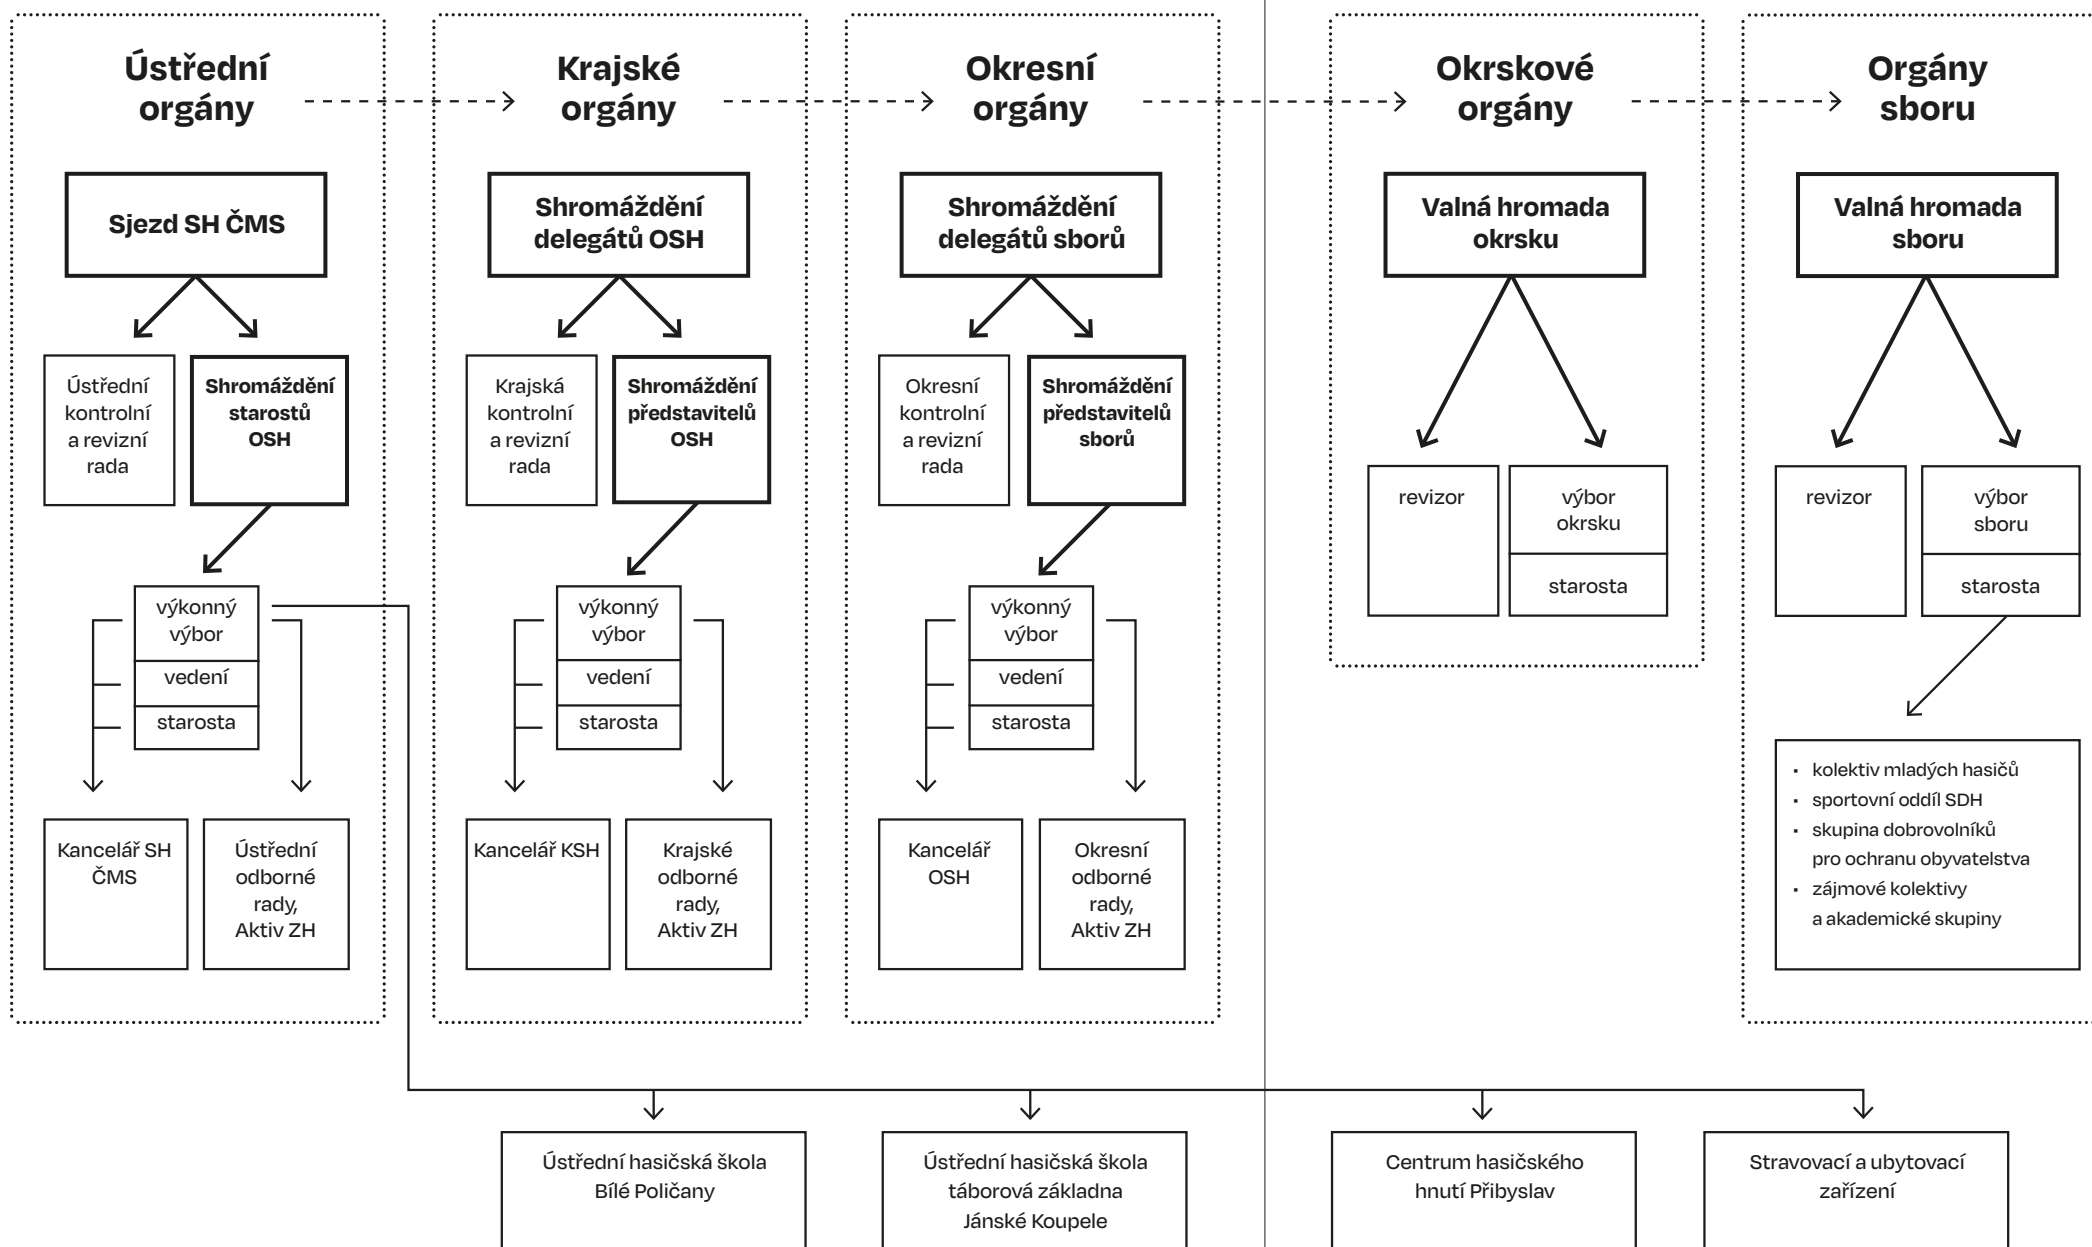 Ústřední
orgány
Krajské
orgány
Okresní
orgány
Okrskové
orgány
Orgány
sboru
Sjezd SH ČMS
Shromáždění
delegátů OSH
Shromáždění
delegátů sborů
Valná hromada
okrsku
Valná hromada
sboru
Ústřední
kontrolní
a revizní
rada
Shromáždění
starostů
OSH
Krajská
kontrolní
a revizní
rada
Shromáždění
představitelů
OSH
Okresní
kontrolní
a revizní
rada
Shromáždění
představitelů
sborů
revizor
výbor
okrsku
starosta
revizor
výbor
sboru
starosta
výkonný
výbor
vedení
starosta
výkonný
výbor
vedení
starosta
výkonný
výbor
vedení
starosta
Kancelář SH
ČMS
Ústřední
odborné
rady,
Aktiv ZH
Kancelář KSH
Krajské
odborné
rady,
Aktiv ZH
Kancelář
OSH
Okresní
odborné
rady,
Aktiv ZH
• kolektiv mladých hasičů
• sportovní oddíl SDH
• skupina dobrovolníků
pro ochranu obyvatelstva
• zájmové kolektivy
a akademické skupiny
Ústřední hasičská škola
Bílé Poličany
Ústřední hasičská škola
táborová základna
Jánské Koupele
Centrum hasičského
hnutí Přibyslav
Stravovací a ubytovací
zařízení